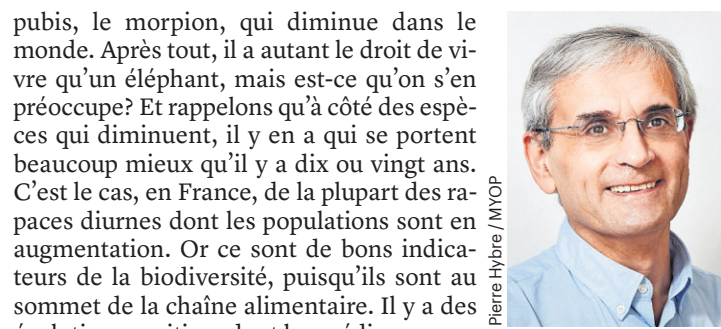 pubis, le morpion, qui diminue dans le
monde. Après tout, il a autant le droit de vi-
vre qu’un éléphant, mais est-ce qu’on s’en
préoccupe? Et rappelons qu’à côté des espè-
ces qui diminuent, il y en a qui se portent
beaucoup mieux qu’il y a dix ou vingt ans.
C’est le cas, en France, de la plupart des ra-
paces diurnes dont les populations sont en
augmentation. Or ce sont de bons indica-
teurs de la biodiversité, puisqu’ils sont au
sommet de la chaîne alimentaire. Il y a des
Pierre Hybre / MYOP